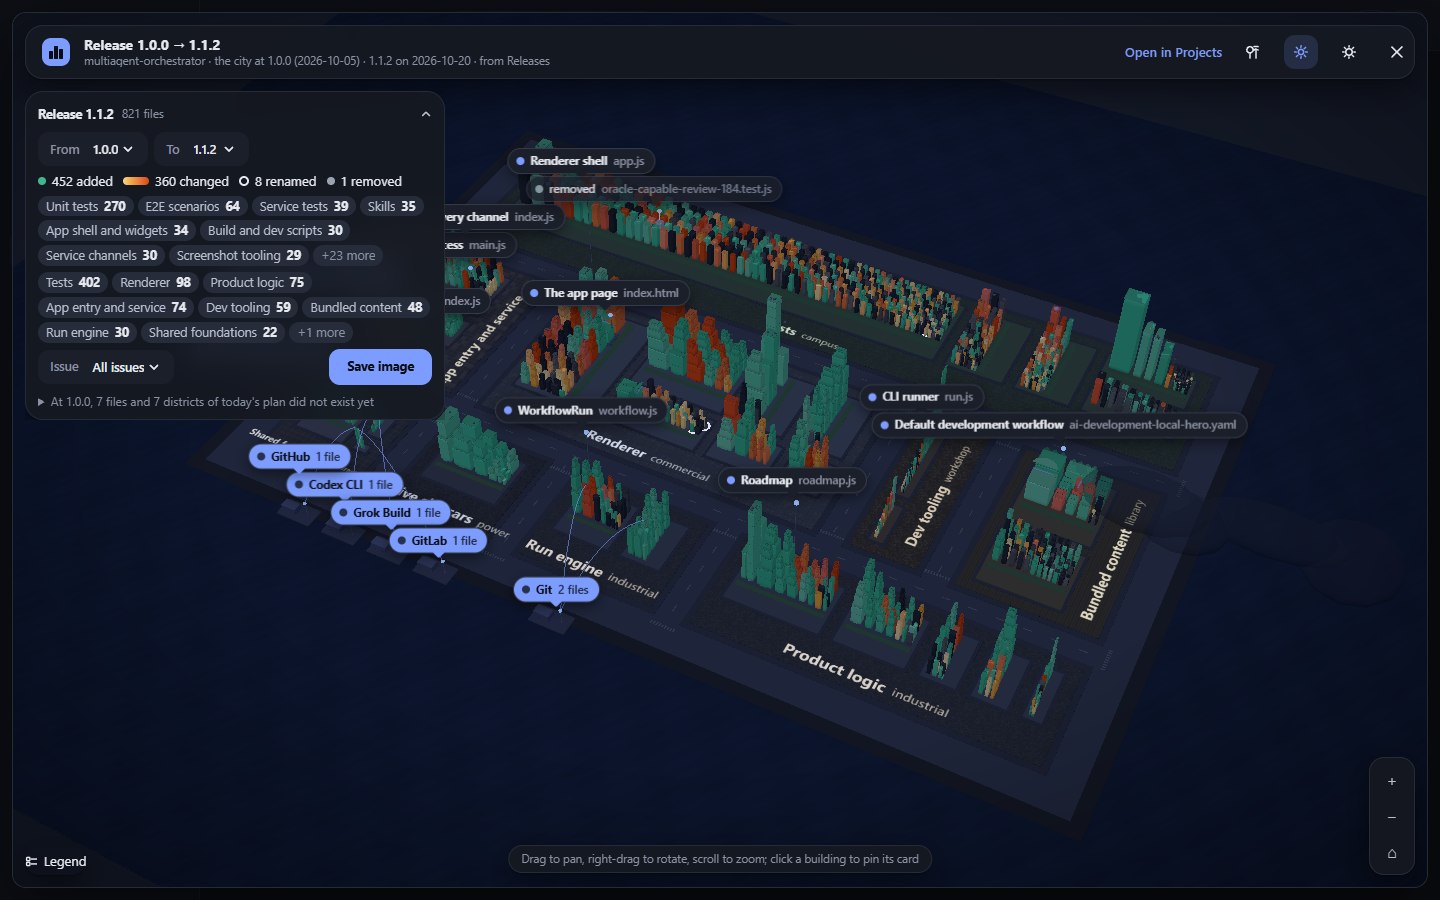 Release 1.0.0 → 1.1.2
multiagent-orchestrator · the city at 1.0.0 (2026-10-05) · 1.1.2 on 2026-10-20 · from Releases
Open in Projects
Release 1.1.2 821 files
From 1.0.0 To 1.1.2
452 added 360 changed 8 renamed 1 removed
Unit tests 270 E2E scenarios 64 Service tests 39 Skills 35
App shell and widgets 34 Build and dev scripts 30
Service channels 30 Screenshot tooling 29 +23 more
Tests 402 Renderer 98 Product logic 75
App entry and service 74 Dev tooling 59 Bundled content 48
Run engine 30 Shared foundations 22 +1 more
Issue All issues Save image
At 1.0.0, 7 files and 7 districts of today's plan did not exist yet
Renderer shell app.js
removed oracle-capable-review-184.test.js
channel index.js
main.js
index.js
The app page index.html
entry and service
campus
WorkflowRun workflow.js
CLI runner run.js
Default development workflow ai-development-local-hero.yaml
Renderer commercial
Roadmap roadmap.js
Shared
GitHub 1 file
Codex CLI 1 file
Grok Build 1 file
GitLab 1 file
power
Git 2 files
Run engine industrial
Dev tooling workshop
Bundled content library
Product logic industrial
+
−
Legend
Drag to pan, right-drag to rotate, scroll to zoom; click a building to pin its card